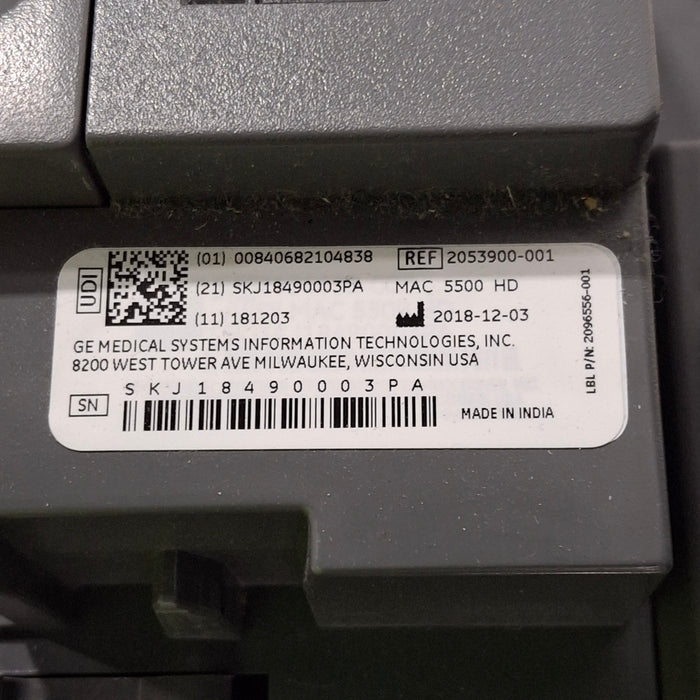 UDI
(01) 00840682104838 REF 2053900-001
(21) SKJ18490003PA MAC 5500 HD
(11) 181203 2018-12-03
GE MEDICAL SYSTEMS INFORMATION TECHNOLOGIES, INC.
8200 WEST TOWER AVE MILWAUKEE, WISCONSIN USA
SKJ18490003PA
SN
MADE IN INDIA
LBL P/N: 2096556-001